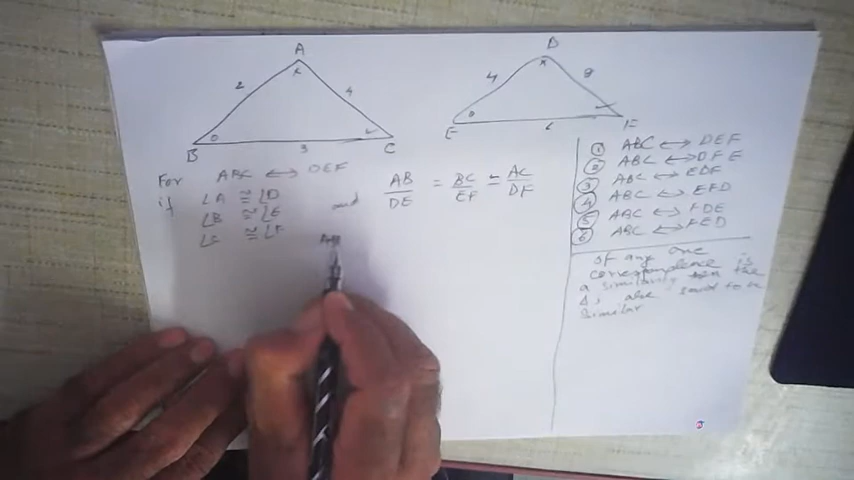 A
2
4
B
3
C
D
4
8
E
6
F
For ABC ↔ DEF
if ∠A ≅ ∠D
∠B ≅ ∠E
∠C ≅ ∠F
and
AB/DE = BC/EF = AC/DF
AB
① ABC ↔ DEF
② ABC ↔ DFE
③ ABC ↔ EDF
④ ABC ↔ EFD
⑤ ABC ↔ FDE
⑥ ABC ↔ FED
If any one
correspondence is
a similarity then the
Δs are said to be
Similar